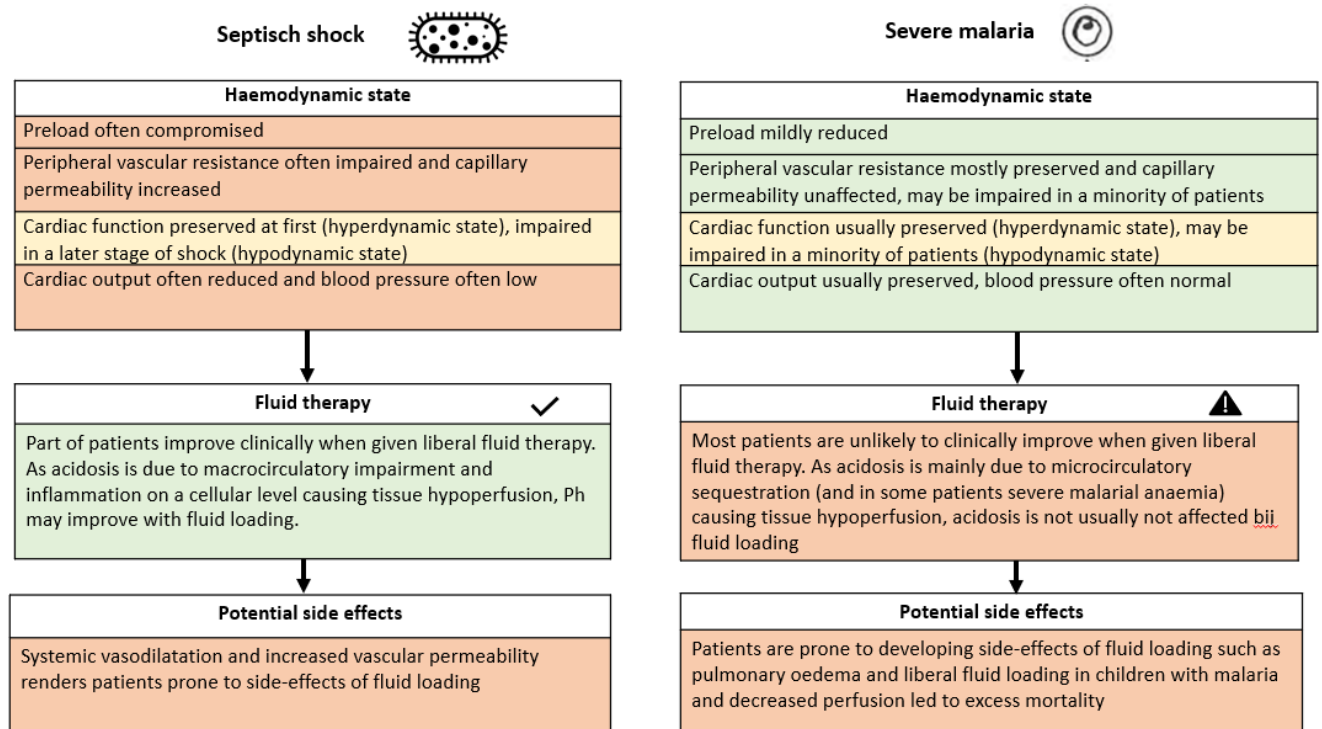 Septisch shock
Haemodynamic state
Preload often compromised
Peripheral vascular resistance often impaired and capillary
permeability increased
Cardiac function preserved at first (hyperdynamic state), impaired
in a later stage of shock (hypodynamic state)
Cardiac output often reduced and blood pressure often low
Fluid therapy
Part of patients improve clinically when given liberal fluid therapy.
As acidosis is due to macrocirculatory impairment and
inflammation on a cellular level causing tissue hypoperfusion, Ph
may improve with fluid loading.
Potential side effects
Systemic vasodilatation and increased vascular permeability
renders patients prone to side-effects of fluid loading
Severe malaria
Haemodynamic state
Preload mildly reduced
Peripheral vascular resistance mostly preserved and capillary
permeability unaffected, may be impaired in a minority of patients
Cardiac function usually preserved (hyperdynamic state), may be
impaired in a minority of patients (hypodynamic state)
Cardiac output usually preserved, blood pressure often normal
Fluid therapy
Most patients are unlikely to clinically improve when given liberal
fluid therapy. As acidosis is mainly due to microcirculatory
sequestration (and in some patients severe malarial anaemia)
causing tissue hypoperfusion, acidosis is not usually not affected bij
fluid loading
Potential side effects
Patients are prone to developing side-effects of fluid loading such as
pulmonary oedema and liberal fluid loading in children with malaria
and decreased perfusion led to excess mortality